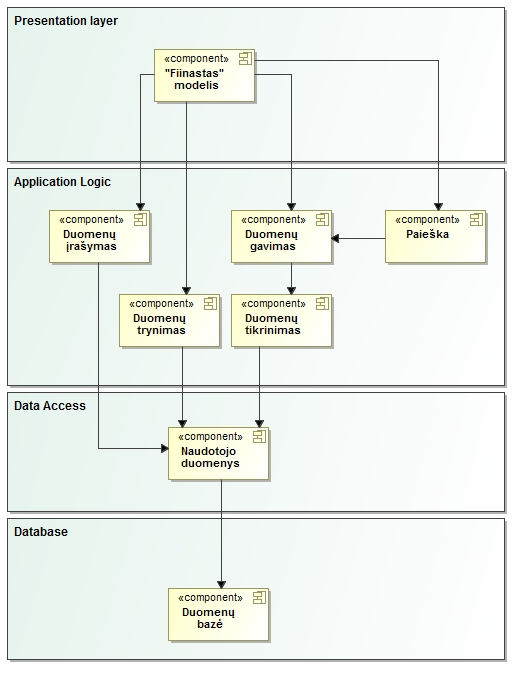 Presentation layer
«component»
"Fiinastas"
modelis
Application Logic
«component»
Duomenų
įrašymas
«component»
Duomenų
gavimas
«component»
Paieška
«component»
Duomenų
trynimas
«component»
Duomenų
tikrinimas
Data Access
«component»
Naudotojo
duomenys
Database
«component»
Duomenų
bazė